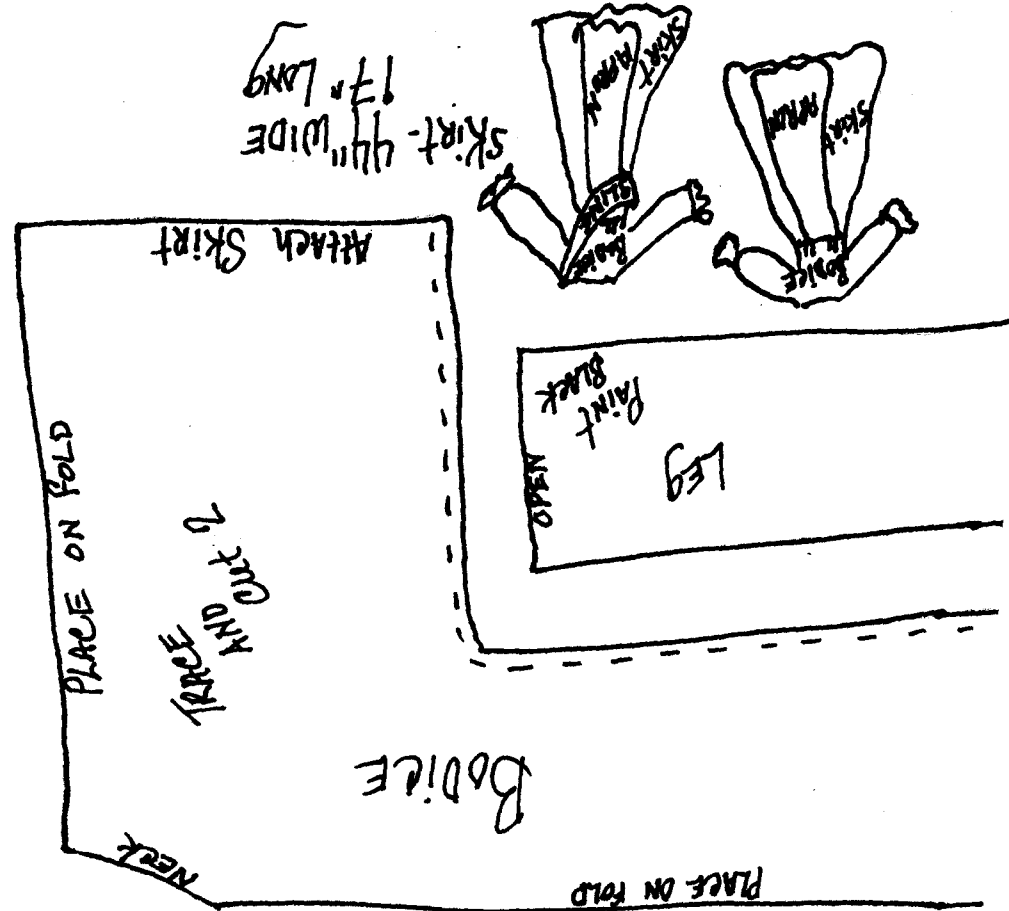 SKIRT- 44" WIDE
17" LONG
SKIRT
APRON
BODICE
APRON
SKIRT
BODICE
Attach Skirt
PLACE ON FOLD
TRACE
AND
Cut 2
PAINT
BLACK
OPEN
LEG
BODICE
NECK
PLACE ON FOLD